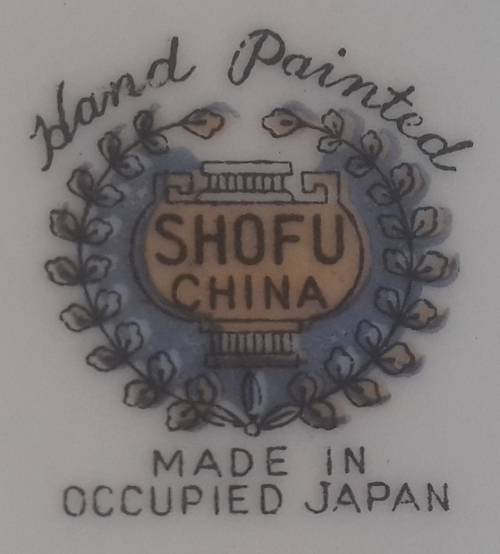 Hand Painted
SHOFU
CHINA
MADE IN
OCCUPIED JAPAN